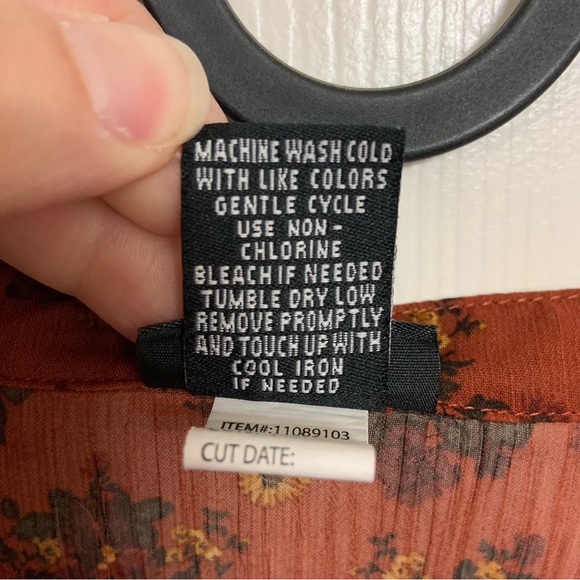 MACHINE WASH COLD
WITH LIKE COLORS
GENTLE CYCLE
USE NON-
CHLORINE
BLEACH IF NEEDED
TUMBLE DRY LOW
REMOVE PROMPTLY
AND TOUCH UP WITH
COOL IRON
IF NEEDED
ITEM#:11089103
CUT DATE: